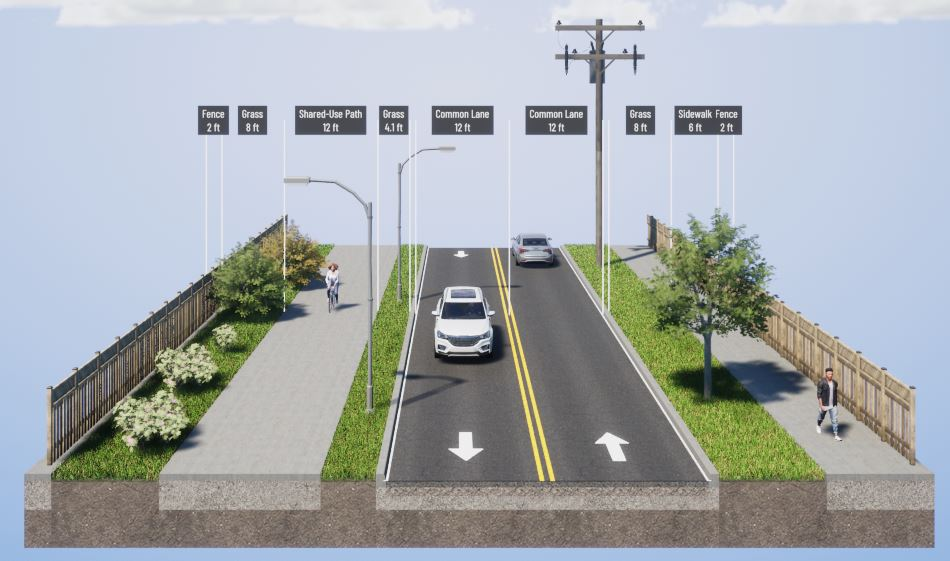 Fence
2 ft
Grass
8 ft
Shared-Use Path
12 ft
Grass
4.1 ft
Common Lane
12 ft
Common Lane
12 ft
Grass
8 ft
Sidewalk
6 ft
Fence
2 ft